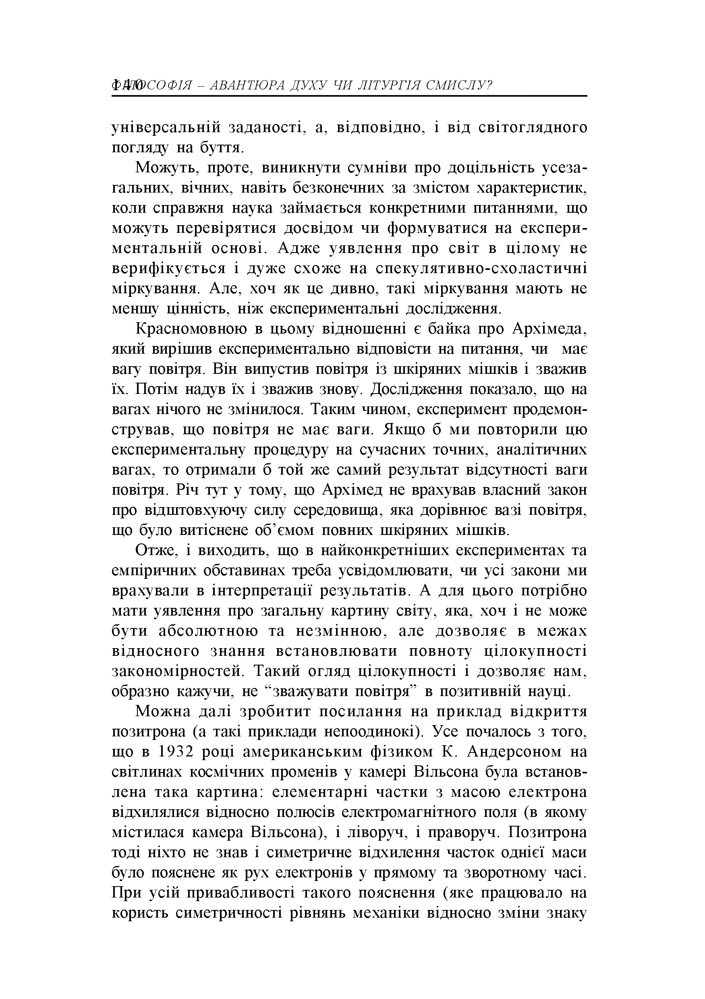 140
ФІЛОСОФІЯ – АВАНТЮРА ДУХУ ЧИ ЛІТУРГІЯ СМИСЛУ?
універсальній заданості, а, відповідно, і від світоглядного
погляду на буття.
Можуть, проте, виникнути сумніви про доцільність усеза-
гальних, вічних, навіть безконечних за змістом характеристик,
коли справжня наука займається конкретними питаннями, що
можуть перевірятися досвідом чи формуватися на експери-
ментальній основі. Адже уявлення про світ в цілому не
верифікується і дуже схоже на спекулятивно-схоластичні
міркування. Але, хоч як це дивно, такі міркування мають не
меншу цінність, ніж експериментальні дослідження.
Красномовною в цьому відношенні є байка про Архімеда,
який вирішив експериментально відповісти на питання, чи має
вагу повітря. Він випустив повітря із шкіряних мішків і зважив
їх. Потім надув їх і зважив знову. Дослідження показало, що на
вагах нічого не змінилося. Таким чином, експеримент продемон-
стрував, що повітря не має ваги. Якщо б ми повторили цю
експериментальну процедуру на сучасних точних, аналітичних
вагах, то отримали б той же самий результат відсутності ваги
повітря. Річ тут у тому, що Архімед не врахував власний закон
про відштовхуючу силу середовища, яка дорівнює вазі повітря,
що було витіснене об’ємом повних шкіряних мішків.
Отже, і виходить, що в найконкретніших експериментах та
емпіричних обставинах треба усвідомлювати, чи усі закони ми
врахували в інтерпретації результатів. А для цього потрібно
мати уявлення про загальну картину світу, яка, хоч і не може
бути абсолютною та незмінною, але дозволяє в межах
відносного знання встановлювати повноту цілокупності
закономірностей. Такий огляд цілокупності і дозволяє нам,
образно кажучи, не “зважувати повітря” в позитивній науці.
Можна далі зробитит посилання на приклад відкриття
позитрона (а такі приклади непоодинокі). Усе почалось з того,
що в 1932 році американським фізиком К. Андерсоном на
світлинах космічних променів у камері Вільсона була встанов-
лена така картина: елементарні частки з масою електрона
відхилялися відносно полюсів електромагнітного поля (в якому
містилася камера Вільсона), і ліворуч, і праворуч. Позитрона
тоді ніхто не знав і симетричне відхилення часток однієї маси
було пояснене як рух електронів у прямому та зворотному часі.
При усій привабливості такого пояснення (яке працювало на
користь симетричності рівнянь механіки відносно зміни знаку